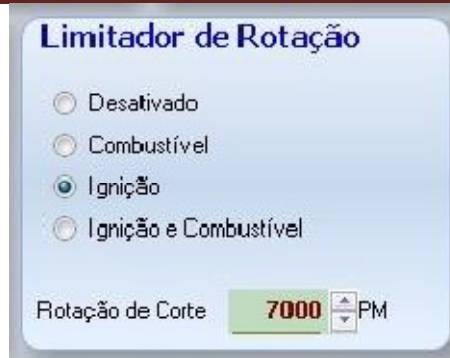 Limitador de Rotação
Desativado
Combustível
Ignição
Ignição e Combustível
Rotação de Corte 7000 PM